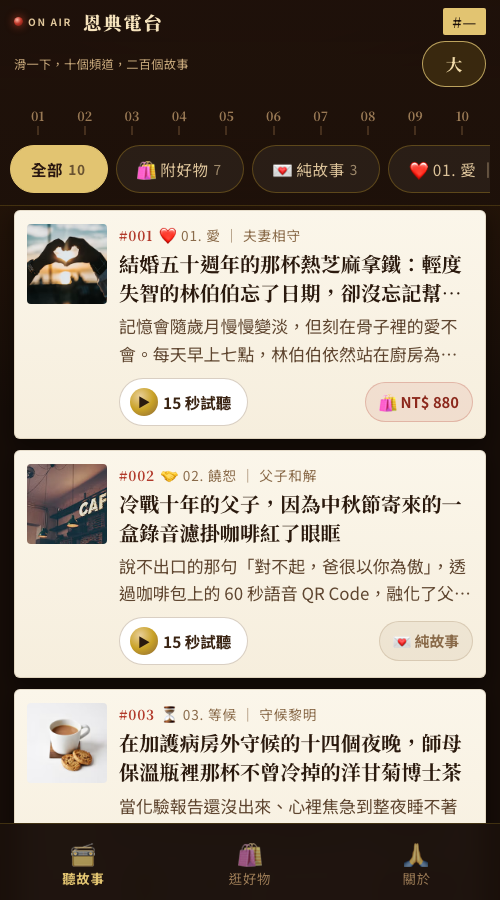 ON AIR 恩典電台
#—
滑一下，十個頻道，二百個故事
大
01 02 03 04 05 06 07 08 09 10
全部 10
附好物 7
純故事 3
01. 愛
#001 01. 愛｜夫妻相守
結婚五十週年的那杯熱芝麻拿鐵：輕度
失智的林伯伯忘了日期，卻沒忘記幫…
記憶會隨歲月慢慢變淡，但刻在骨子裡的愛不
會。每天早上七點，林伯伯依然站在廚房為…
15 秒試聽
NT$ 880
#002 02. 饒恕｜父子和解
冷戰十年的父子，因為中秋節寄來的一
盒錄音濾掛咖啡紅了眼眶
說不出口的那句「對不起，爸很以你為傲」，透
過咖啡包上的 60 秒語音 QR Code，融化了父…
15 秒試聽
純故事
CAF
#003 03. 等候｜守候黎明
在加護病房外守候的十四個夜晚，師母
保溫瓶裡那杯不曾冷掉的洋甘菊博士茶
當化驗報告還沒出來、心裡焦急到整夜睡不著
聽故事
逛好物
關於